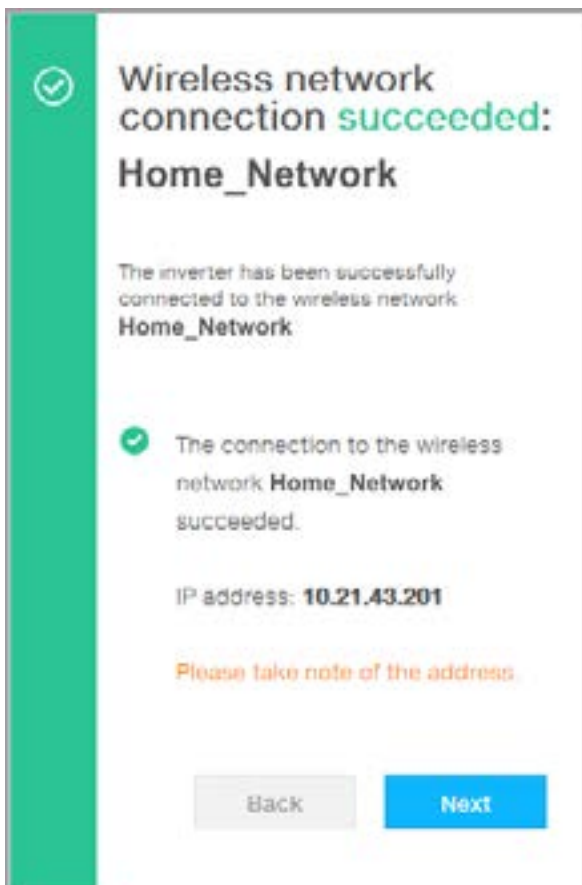 Wireless network
connection succeeded:
Home_Network
The inverter has been successfully
connected to the wireless network
Home_Network
The connection to the wireless
network Home_Network
succeeded.
IP address: 10.21.43.201
Please take note of the address.
Back
Next